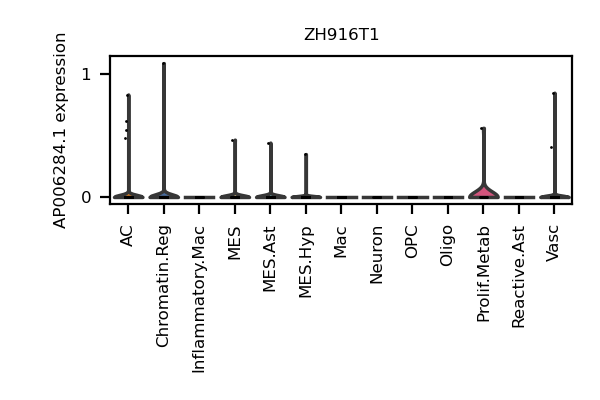 ZH916T1
AP006284.1 expression
1
0
AC
Chromatin.Reg
Inflammatory.Mac
MES
MES.Ast
MES.Hyp
Mac
Neuron
OPC
Oligo
Prolif.Metab
Reactive.Ast
Vasc